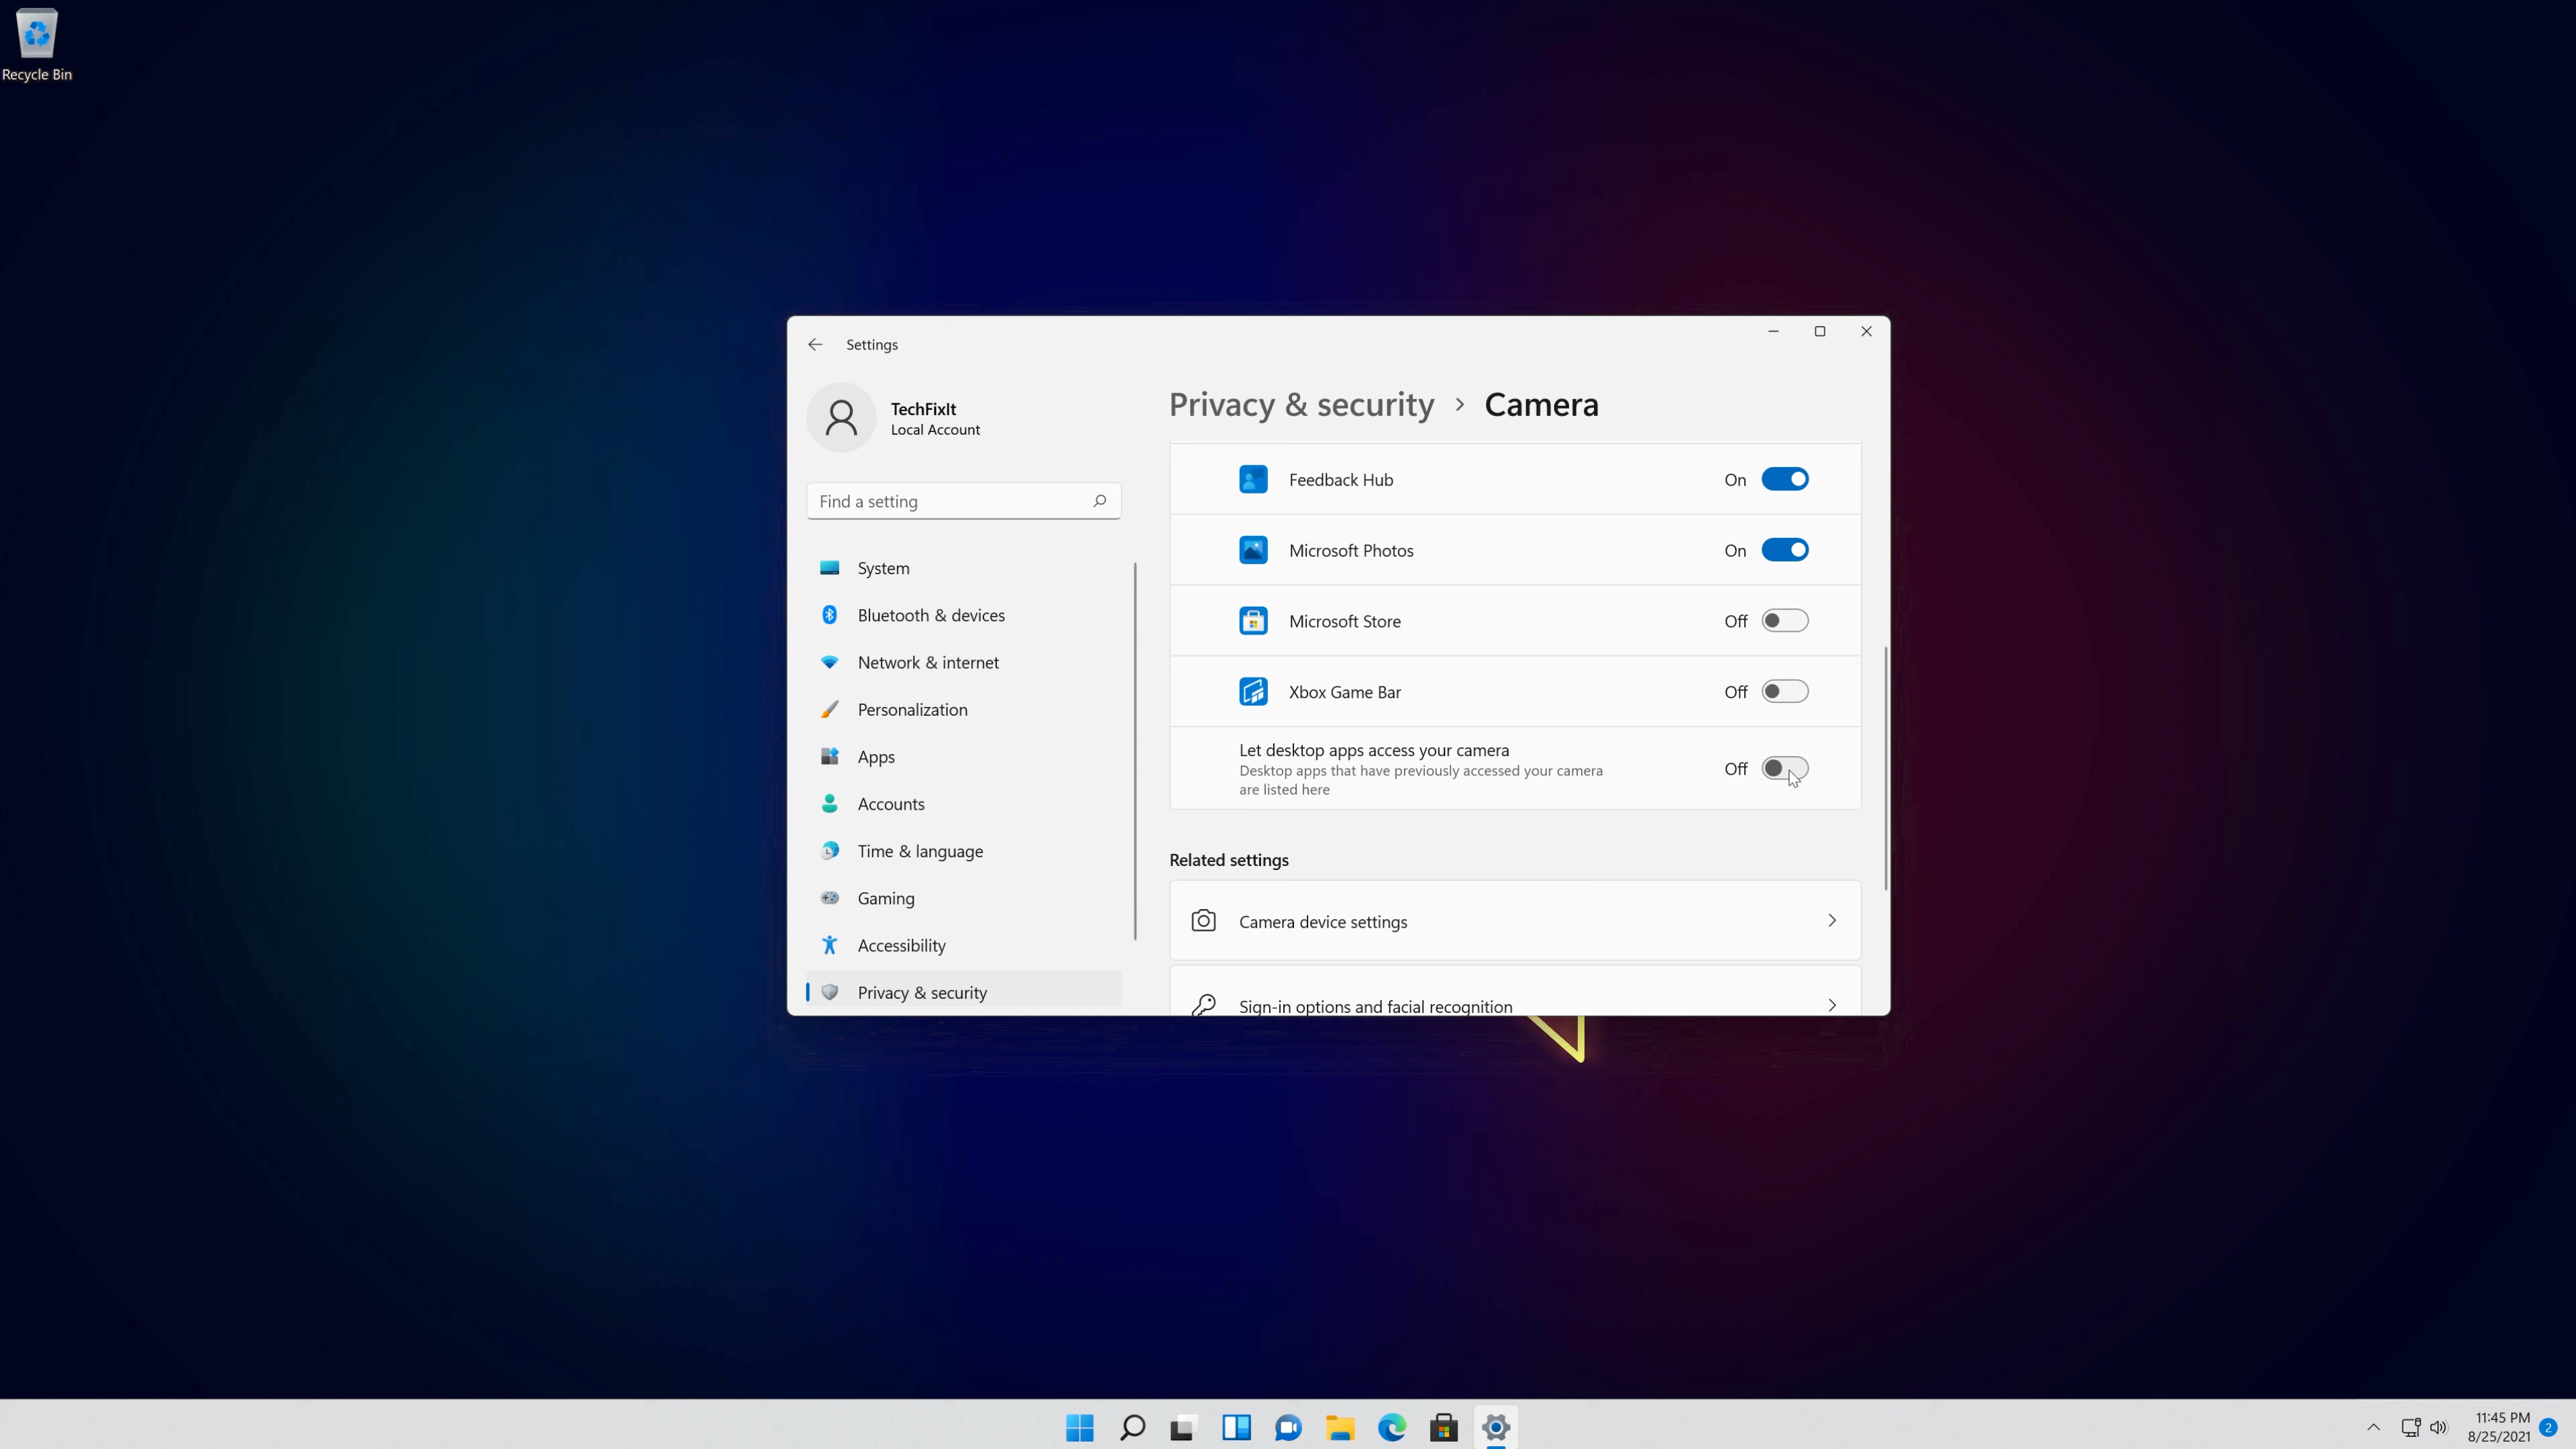 Recycle Bin
Settings
TechFixIt
Local Account
Find a setting
System
Bluetooth & devices
Network & internet
Personalization
Apps
Accounts
Time & language
Gaming
Accessibility
Privacy & security
Privacy & security > Camera
Feedback Hub On
Microsoft Photos On
Microsoft Store Off
Xbox Game Bar Off
Let desktop apps access your camera
Desktop apps that have previously accessed your camera
are listed here
Off
Related settings
Camera device settings
Sign-in options and facial recognition
11:45 PM
8/25/2021
2